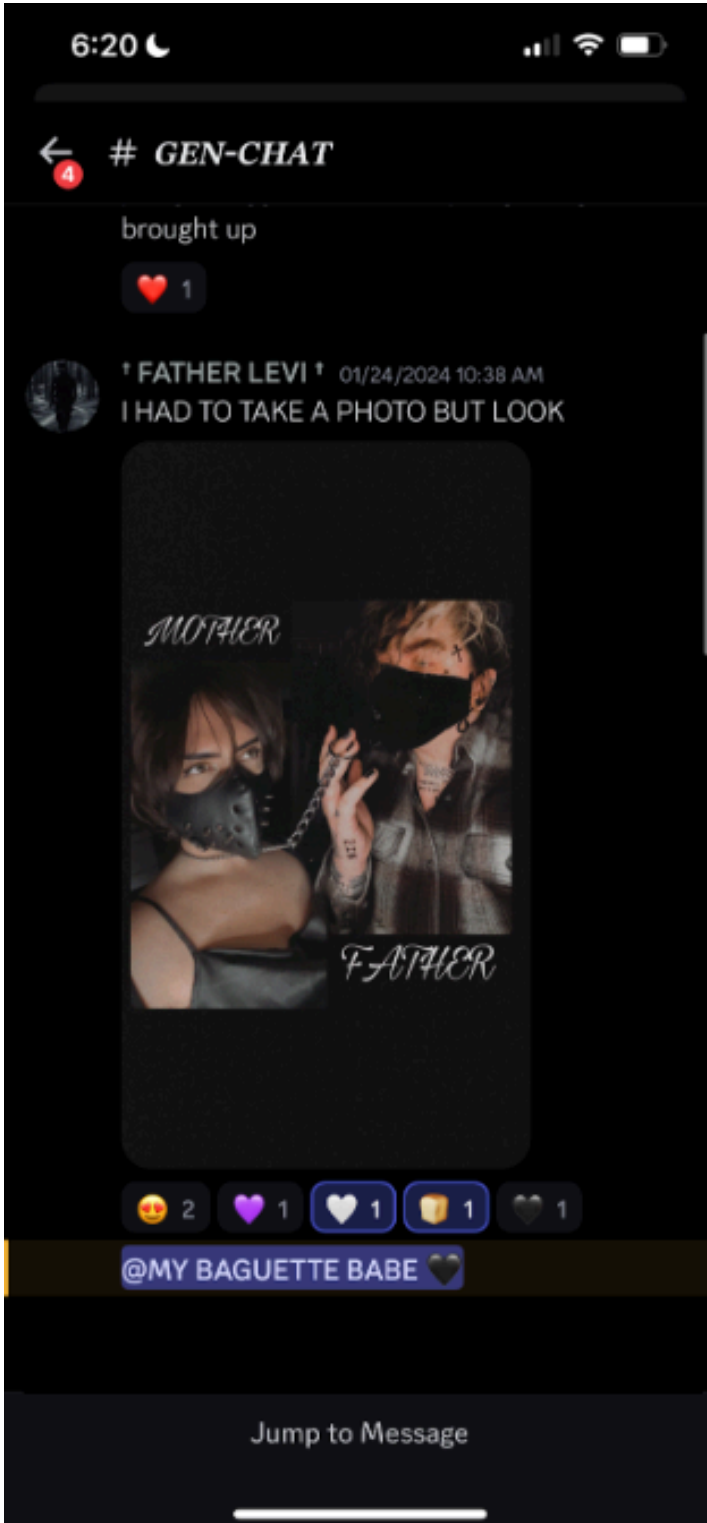 6:20
4
# GEN-CHAT
brought up
❤️ 1
† FATHER LEVI † 01/24/2024 10:38 AM
I HAD TO TAKE A PHOTO BUT LOOK
MOTHER
FATHER
😍 2 💜 1 🤍 1 🍞 1 🖤 1
@MY BAGUETTE BABE 🖤
Jump to Message